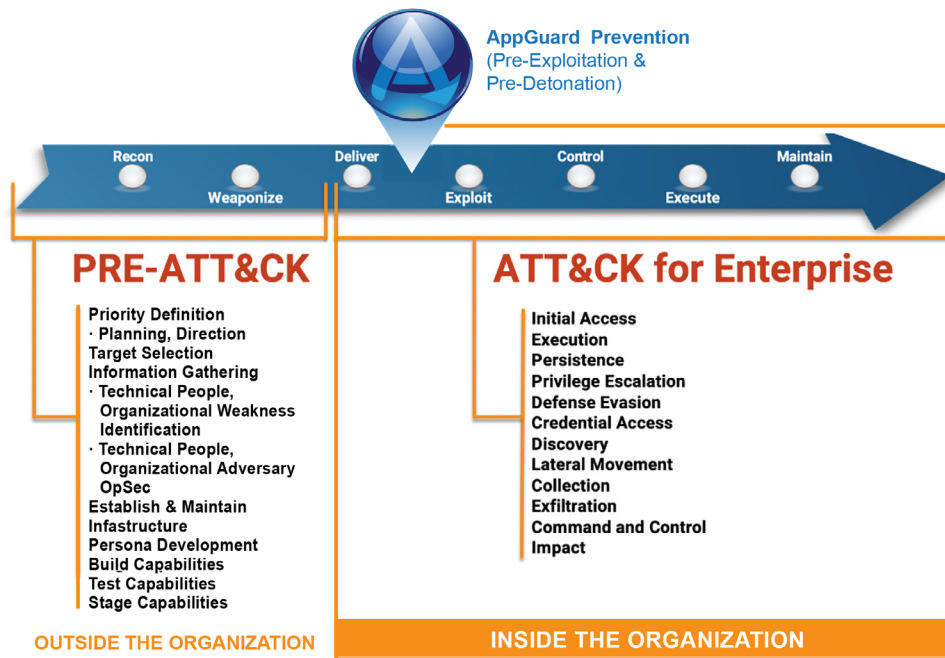 AppGuard Prevention
(Pre-Exploitation &
Pre-Detonation)
Recon
Weaponize
Deliver
Exploit
Control
Execute
Maintain
PRE-ATT&CK
Priority Definition
· Planning, Direction
Target Selection
Information Gathering
· Technical People,
Organizational Weakness
Identification
· Technical People,
Organizational Adversary
OpSec
Establish & Maintain
Infastructure
Persona Development
Build Capabilities
Test Capabilities
Stage Capabilities
OUTSIDE THE ORGANIZATION
ATT&CK for Enterprise
Initial Access
Execution
Persistence
Privilege Escalation
Defense Evasion
Credential Access
Discovery
Lateral Movement
Collection
Exfiltration
Command and Control
Impact
INSIDE THE ORGANIZATION